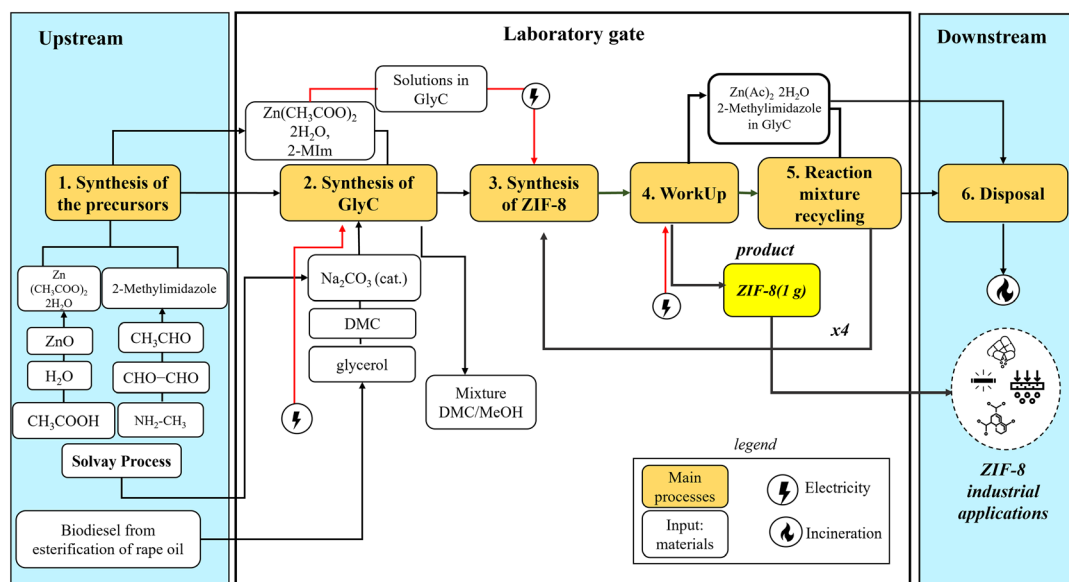 Upstream
Laboratory gate
Downstream
Solutions in
GlyC
Zn(CH₃COO)₂
2H₂O,
2-MIm
Zn(Ac)₂ 2H₂O
2-Methylimidazole
in GlyC
1. Synthesis of
the precursors
2. Synthesis of
GlyC
3. Synthesis
of ZIF-8
4. WorkUp
5. Reaction
mixture
recycling
6. Disposal
Zn
(CH₃COO)₂
2H₂O
ZnO
H₂O
CH₃COOH
2-Methylimidazole
CH₃CHO
CHO−CHO
NH₂-CH₃
Solvay Process
Biodiesel from
esterification of rape oil
Na₂CO₃ (cat.)
DMC
glycerol
Mixture
DMC/MeOH
product
ZIF-8(1 g)
x4
legend
Main
processes
Input:
materials
Electricity
Incineration
ZIF-8
industrial
applications